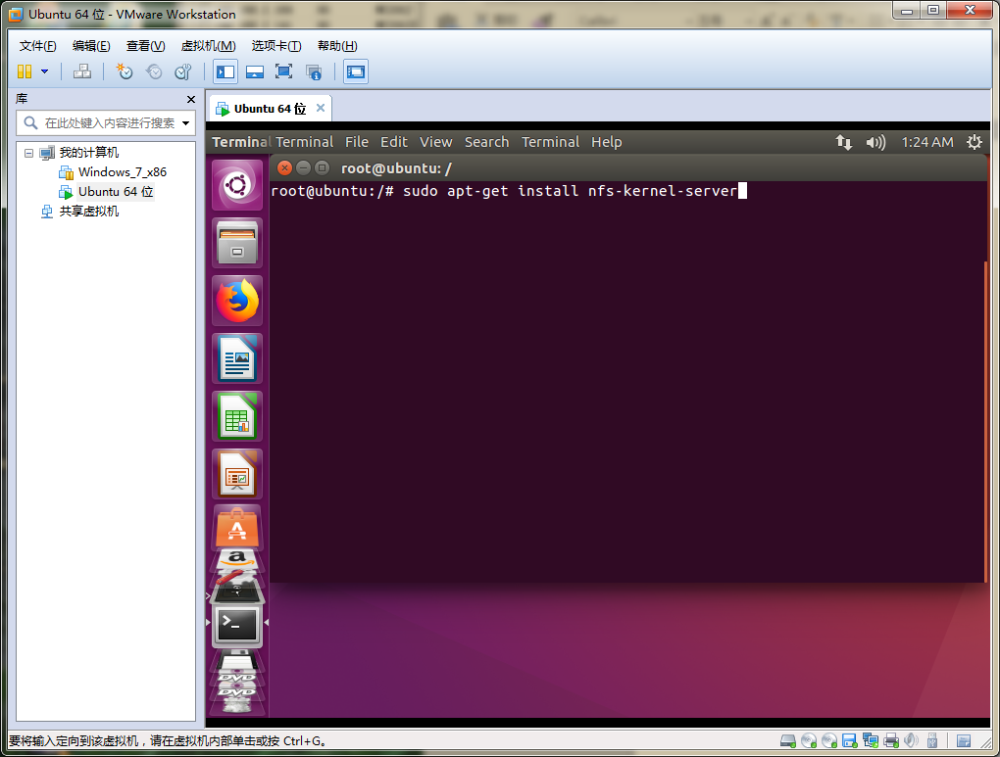 Ubuntu 64 位 - VMware Workstation
文件(F) 编辑(E) 查看(V) 虚拟机(M) 选项卡(T) 帮助(H)
库
在此处键入内容进行搜索
我的计算机
Windows_7_x86
Ubuntu 64 位
共享虚拟机
Ubuntu 64 位
Terminal Terminal File Edit View Search Terminal Help 1:24 AM
root@ubuntu: /
root@ubuntu:/# sudo apt-get install nfs-kernel-server
DVD
DVD
要将输入定向到该虚拟机，请在虚拟机内部单击或按 Ctrl+G。